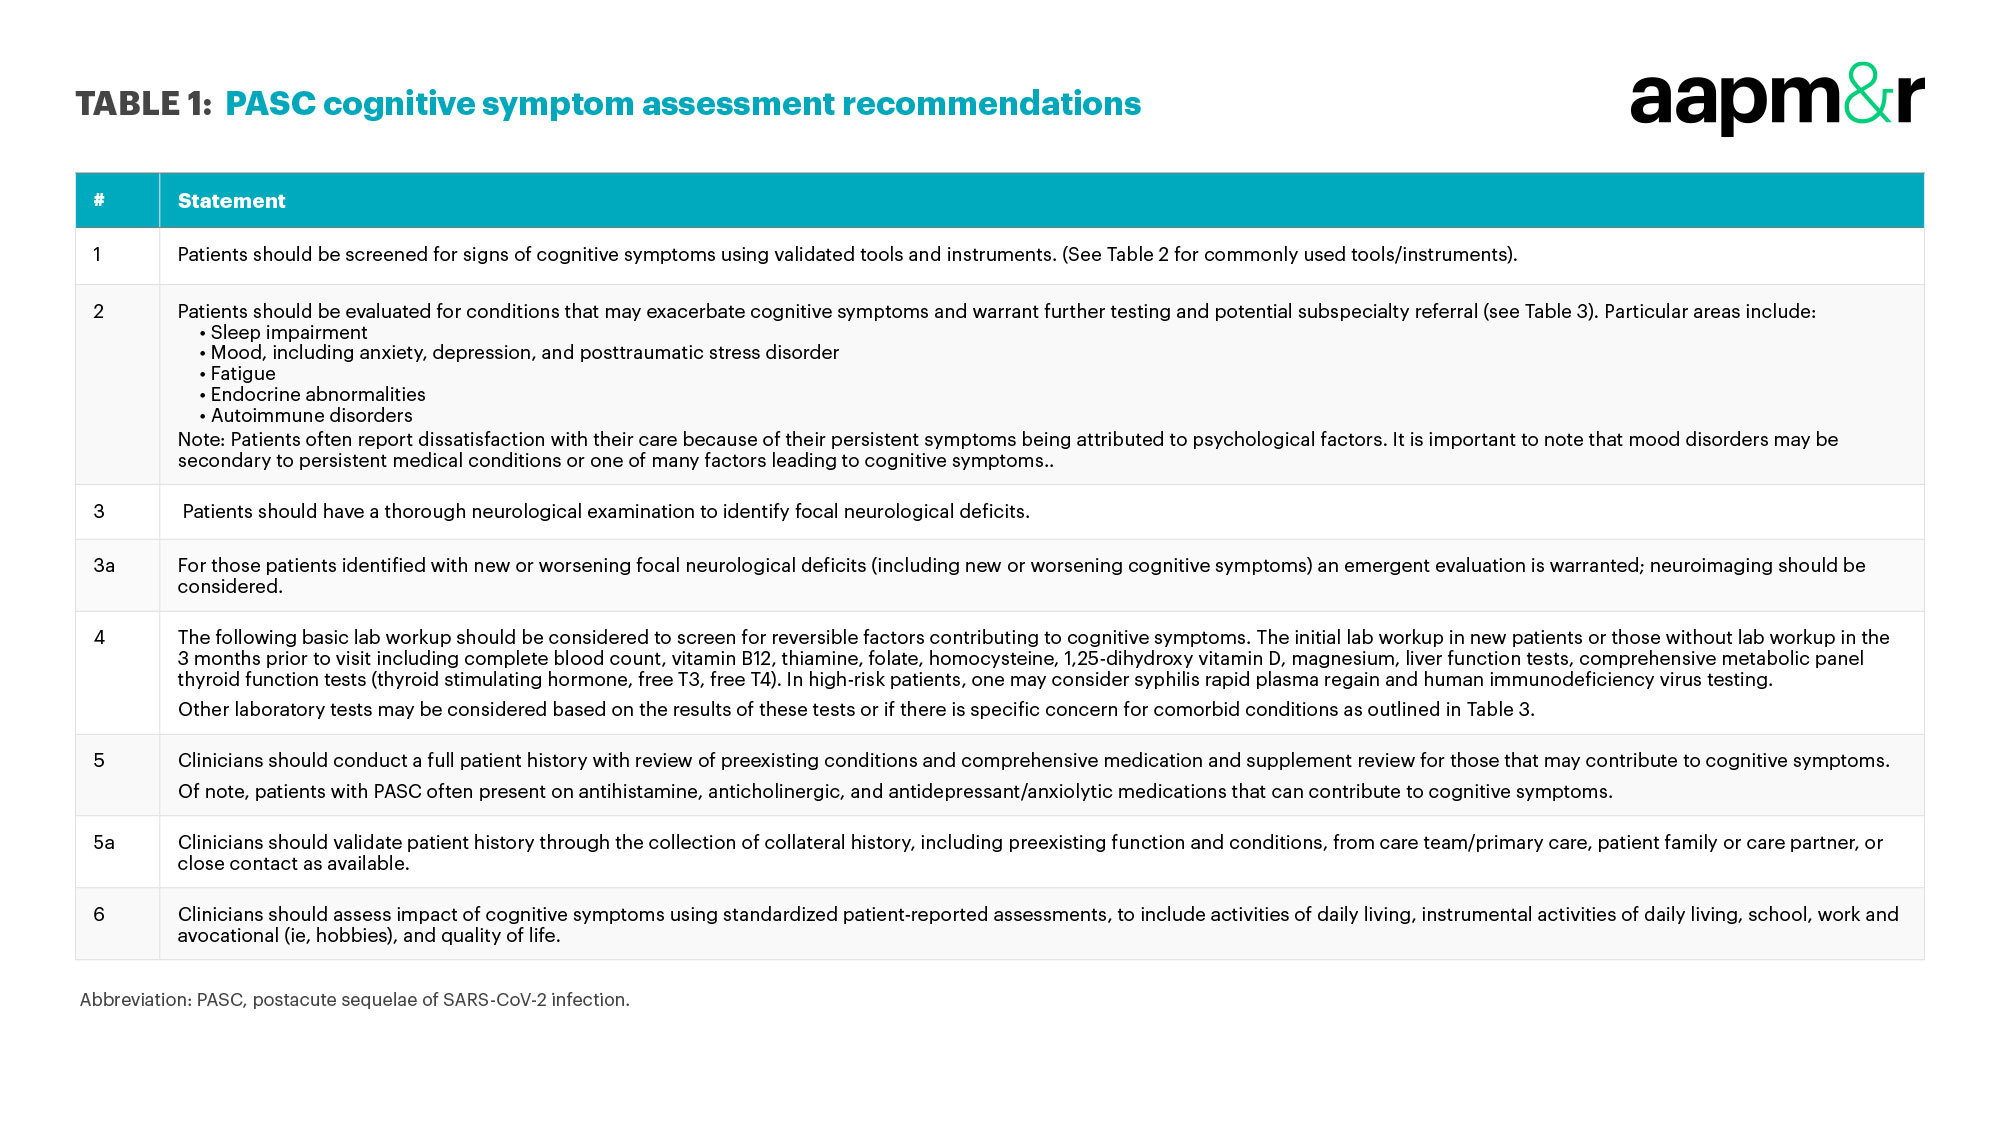 TABLE 1: PASC cognitive symptom assessment recommendations
aapm&r
# Statement
1 Patients should be screened for signs of cognitive symptoms using validated tools and instruments. (See Table 2 for commonly used tools/instruments).
2 Patients should be evaluated for conditions that may exacerbate cognitive symptoms and warrant further testing and potential subspecialty referral (see Table 3). Particular areas include:
• Sleep impairment
• Mood, including anxiety, depression, and posttraumatic stress disorder
• Fatigue
• Endocrine abnormalities
• Autoimmune disorders
Note: Patients often report dissatisfaction with their care because of their persistent symptoms being attributed to psychological factors. It is important to note that mood disorders may be
secondary to persistent medical conditions or one of many factors leading to cognitive symptoms..
3 Patients should have a thorough neurological examination to identify focal neurological deficits.
3a For those patients identified with new or worsening focal neurological deficits (including new or worsening cognitive symptoms) an emergent evaluation is warranted; neuroimaging should be
considered.
4 The following basic lab workup should be considered to screen for reversible factors contributing to cognitive symptoms. The initial lab workup in new patients or those without lab workup in the
3 months prior to visit including complete blood count, vitamin B12, thiamine, folate, homocysteine, 1,25-dihydroxy vitamin D, magnesium, liver function tests, comprehensive metabolic panel
thyroid function tests (thyroid stimulating hormone, free T3, free T4). In high-risk patients, one may consider syphilis rapid plasma regain and human immunodeficiency virus testing.
Other laboratory tests may be considered based on the results of these tests or if there is specific concern for comorbid conditions as outlined in Table 3.
5 Clinicians should conduct a full patient history with review of preexisting conditions and comprehensive medication and supplement review for those that may contribute to cognitive symptoms.
Of note, patients with PASC often present on antihistamine, anticholinergic, and antidepressant/anxiolytic medications that can contribute to cognitive symptoms.
5a Clinicians should validate patient history through the collection of collateral history, including preexisting function and conditions, from care team/primary care, patient family or care partner, or
close contact as available.
6 Clinicians should assess impact of cognitive symptoms using standardized patient-reported assessments, to include activities of daily living, instrumental activities of daily living, school, work and
avocational (ie, hobbies), and quality of life.
Abbreviation: PASC, postacute sequelae of SARS-CoV-2 infection.